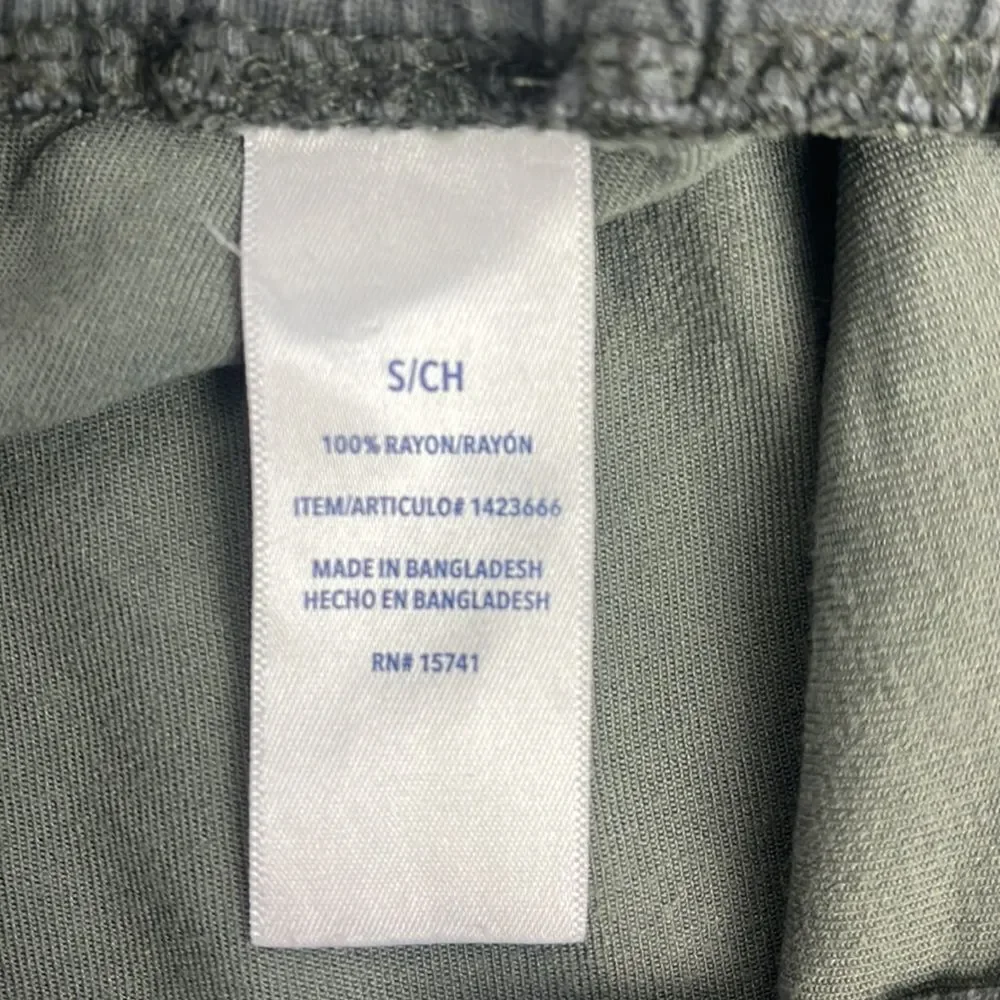 S/CH
100% RAYON/RAYÓN
ITEM/ARTICULO# 1423666
MADE IN BANGLADESH
HECHO EN BANGLADESH
RN# 15741